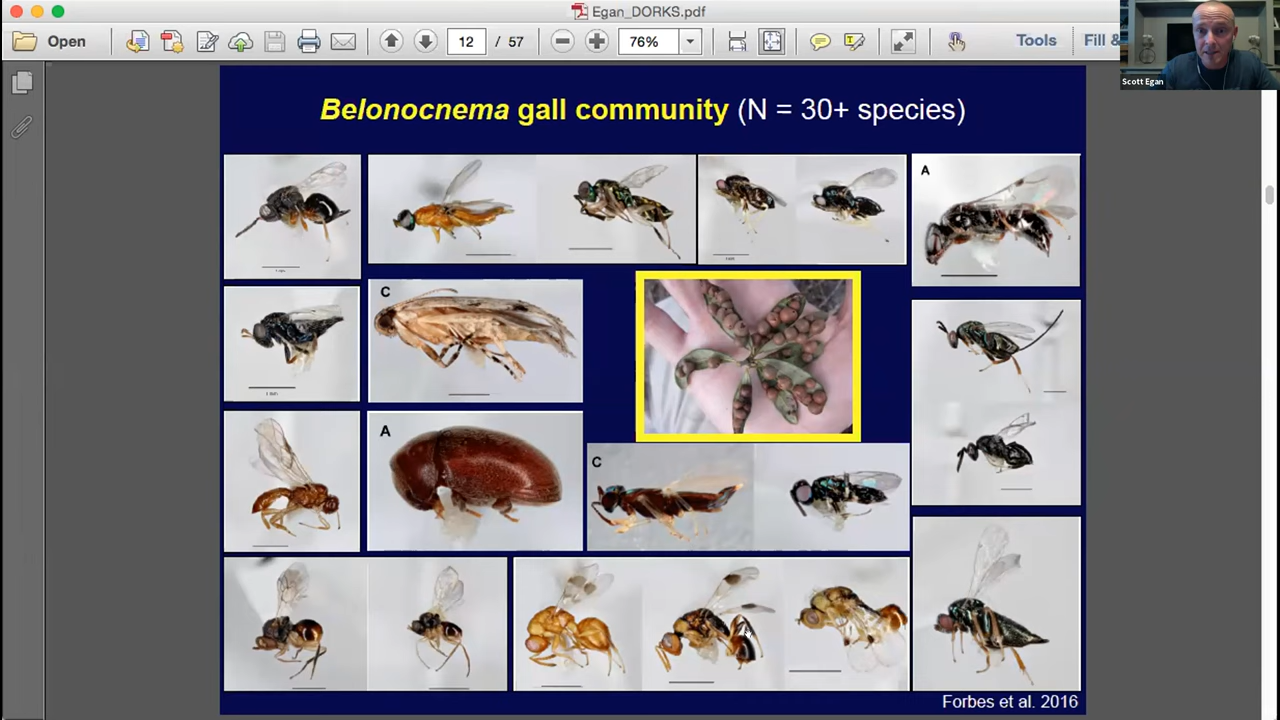 Egan_DORKS.pdf
Open
12 / 57
76%
Tools
Fill &
Scott Egan
Belonocnema gall community (N = 30+ species)
A
C
A
C
Forbes et al. 2016